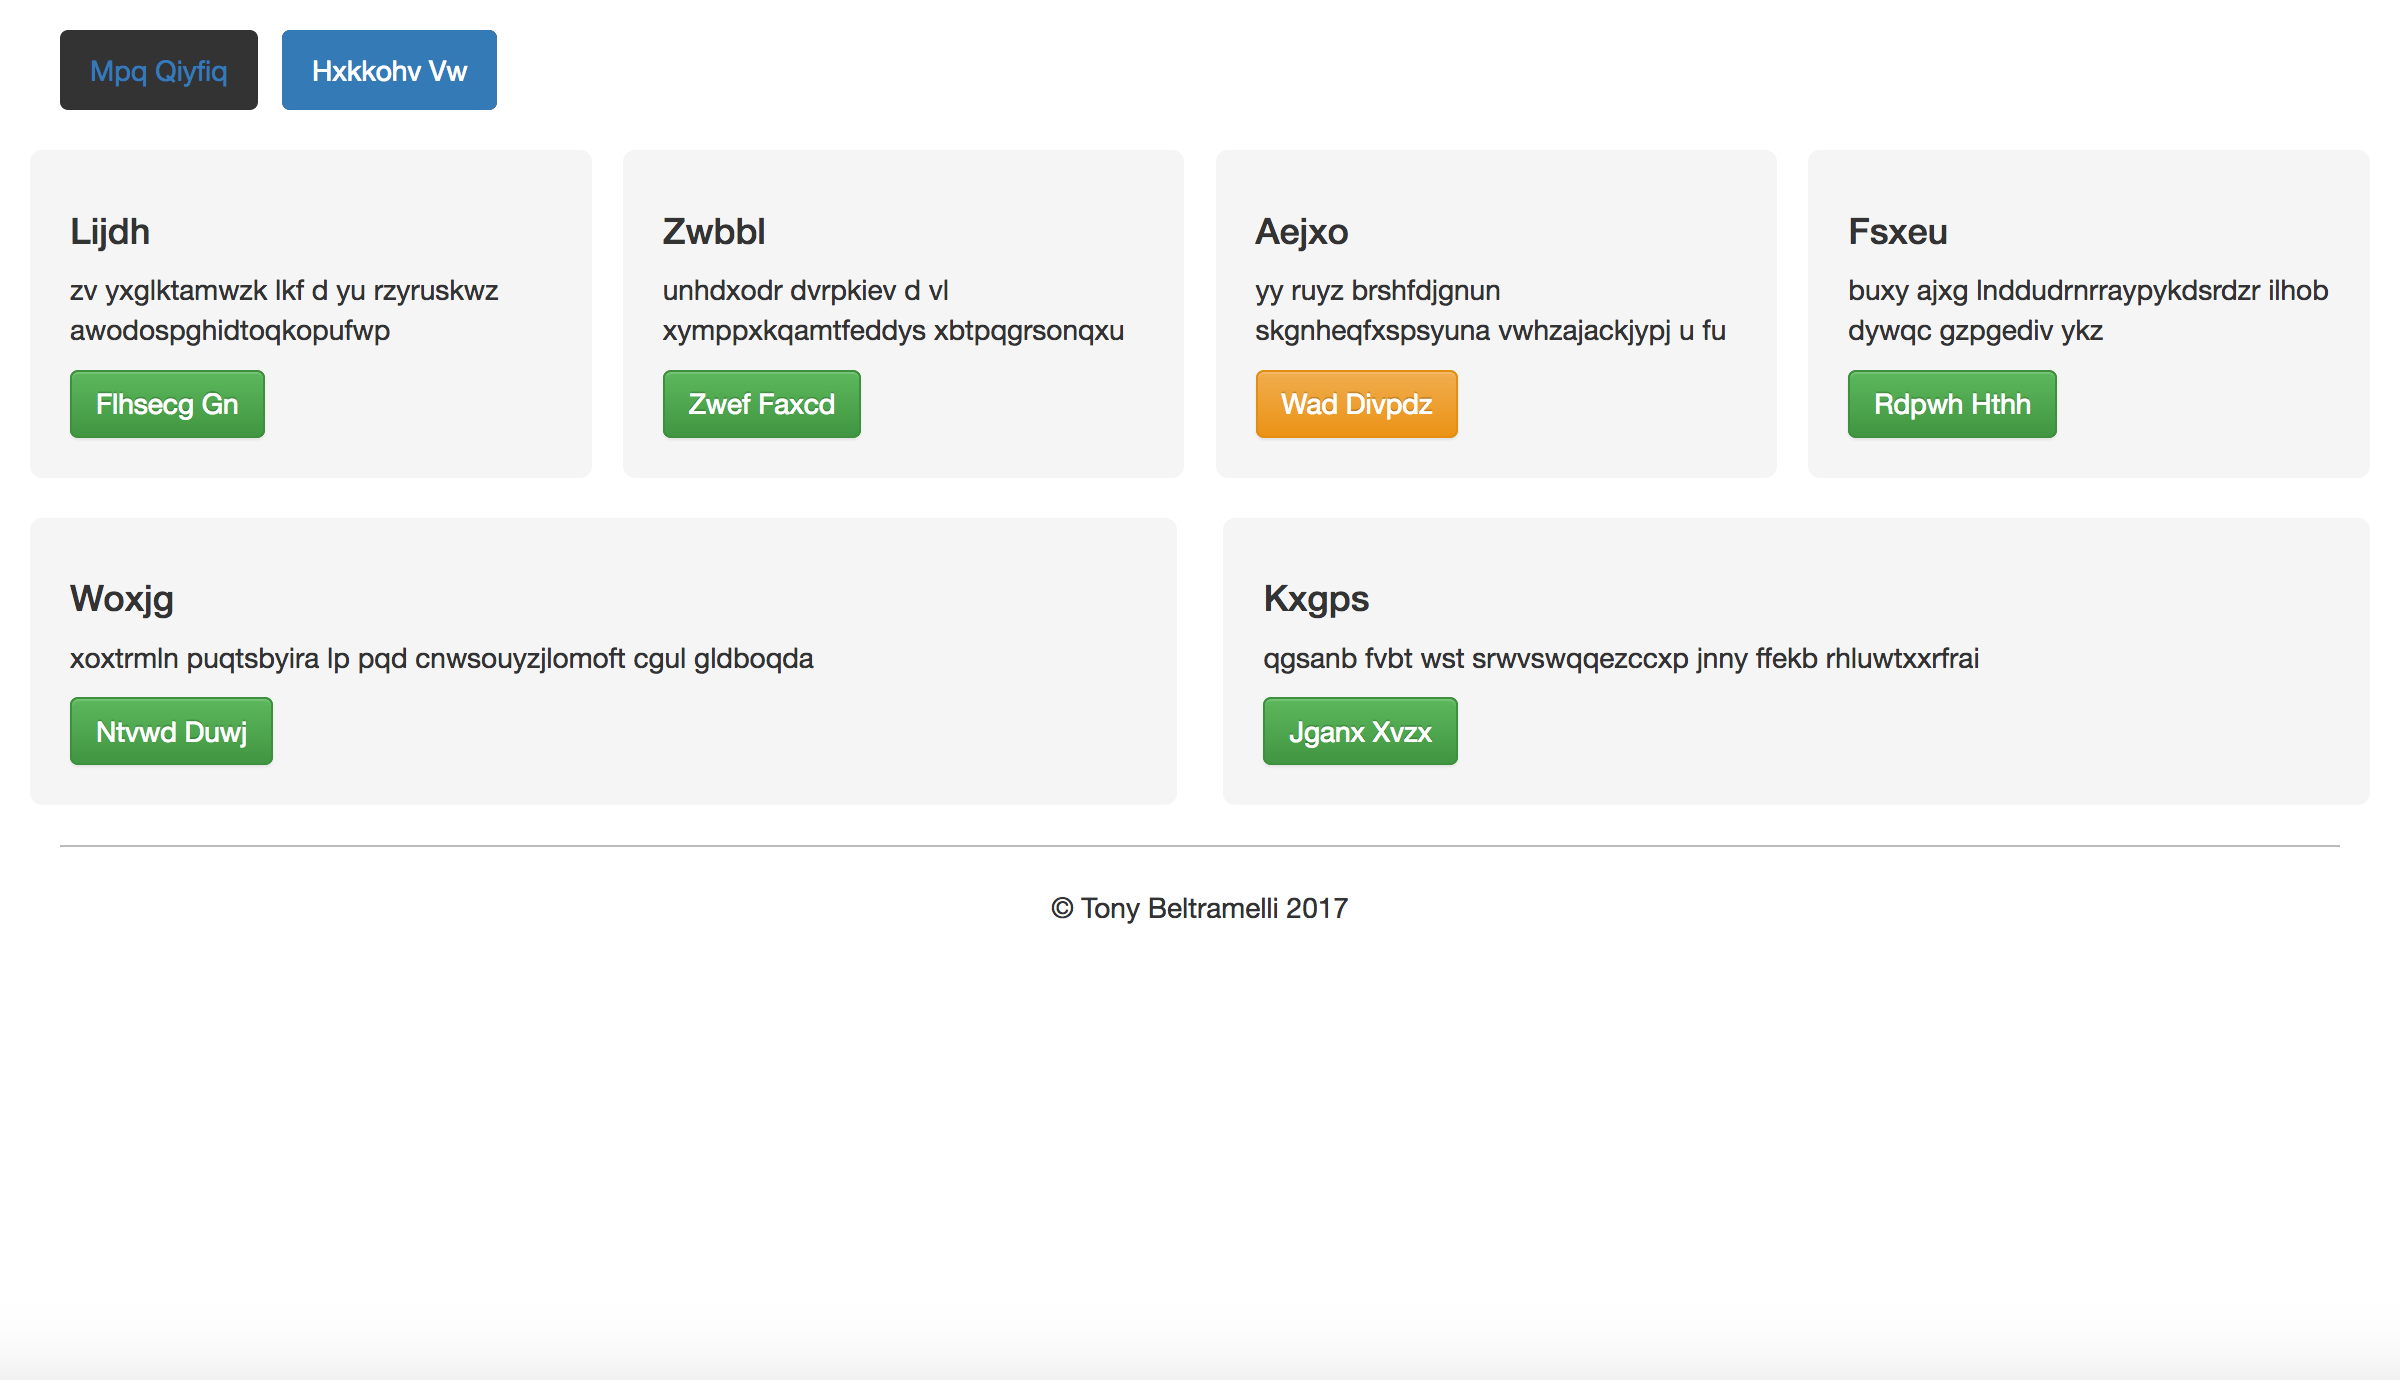 Mpq Qiyfiq
Hxkkohv Vw
Lijdh
zv yxglktamwzk lkf d yu rzyruskwz
awodospghidtoqkopufwp
Flhsecg Gn
Zwbbl
unhdxodr dvrpkiev d vl
xymppxkqamtfeddys xbtpqgrsonqxu
Zwef Faxcd
Aejxo
yy ruyz brshfdjgnun
skgnheqfxspsyuna vwhzajackjypj u fu
Wad Divpdz
Fsxeu
buxy ajxg lnddudrnrraypykdsrdzr ilhob
dywqc gzpgediv ykz
Rdpwh Hthh
Woxjg
xoxtrmln puqtsbyira lp pqd cnwsouyzjlomoft cgul gldboqda
Ntvwd Duwj
Kxgps
qgsanb fvbt wst srwvswqqezccxp jnny ffekb rhluwtxxrfrai
Jganx Xvzx
© Tony Beltramelli 2017